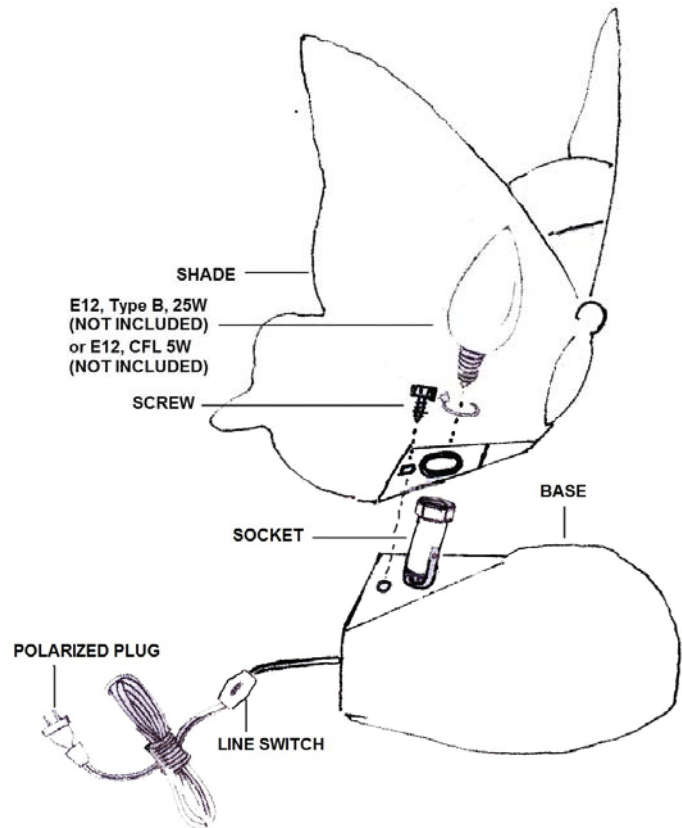 SHADE
E12, Type B, 25W
(NOT INCLUDED)
or E12, CFL 5W
(NOT INCLUDED)
SCREW
BASE
SOCKET
POLARIZED PLUG
LINE SWITCH